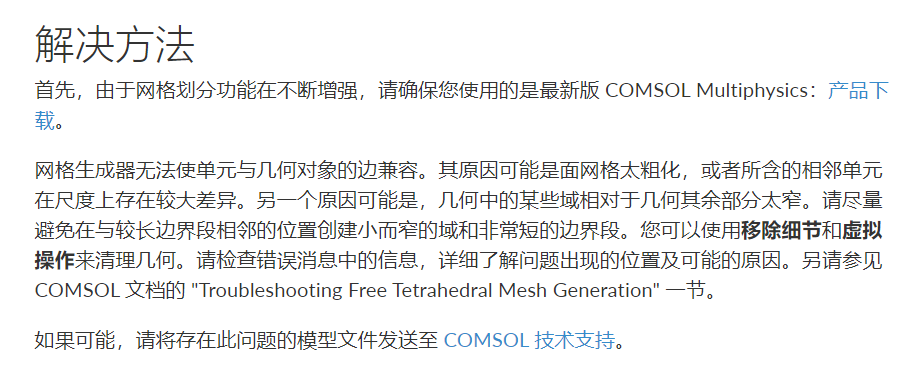 解决方法
首先，由于网格划分功能在不断增强，请确保您使用的是最新版 COMSOL Multiphysics：产品下
载。
网格生成器无法使单元与几何对象的边兼容。其原因可能是面网格太粗化，或者所含的相邻单元
在尺度上存在较大差异。另一个原因可能是，几何中的某些域相对于几何其余部分太窄。请尽量
避免在与较长边界段相邻的位置创建小而窄的域和非常短的边界段。您可以使用移除细节和虚拟
操作来清理几何。请检查错误消息中的信息，详细了解问题出现的位置及可能的原因。另请参见
COMSOL 文档的 "Troubleshooting Free Tetrahedral Mesh Generation" 一节。
如果可能，请将存在此问题的模型文件发送至 COMSOL 技术支持。